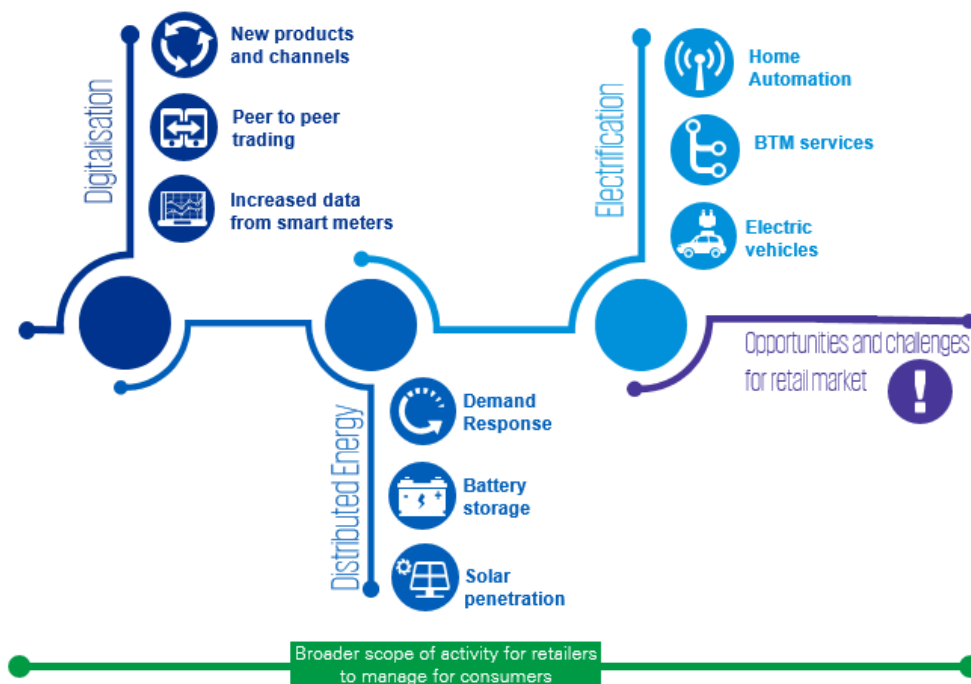 Digitalisation
New products
and channels
Peer to peer
trading
Increased data
from smart meters
Distributed Energy
Demand
Response
Battery
storage
Solar
penetration
Electrification
Home
Automation
BTM services
Electric
vehicles
Opportunities and challenges
for retail market
Broader scope of activity for retailers
to manage for consumers